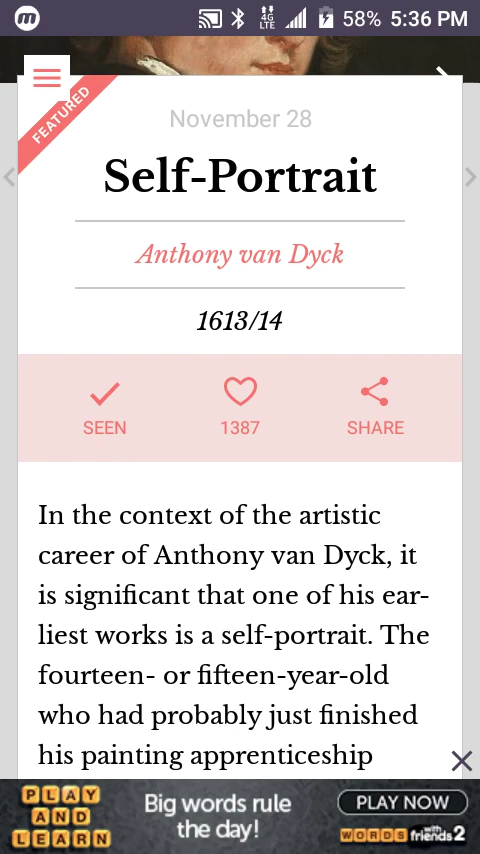 4G
LTE
58% 5:36 PM
FEATURED
November 28
Self-Portrait
Anthony van Dyck
1613/14
SEEN
1387
SHARE
In the context of the artistic
career of Anthony van Dyck, it
is significant that one of his ear-
liest works is a self-portrait. The
fourteen- or fifteen-year-old
who had probably just finished
his painting apprenticeship
PLAY
AND
LEARN
Big words rule
the day!
PLAY NOW
WORDS with friends 2